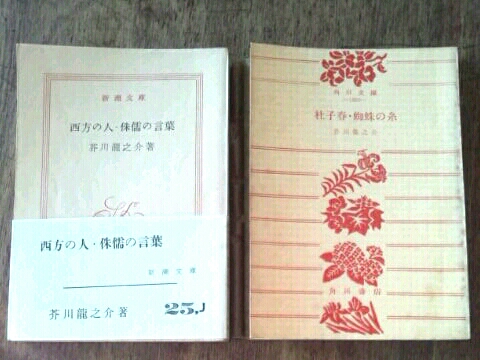 新潮文庫
西方の人・侏儒の言葉
芥川龍之介著
西方の人・侏儒の言葉
新潮文庫
芥川龍之介著
角川文庫
杜子春・蜘蛛の糸
芥川龍之介
角川書店